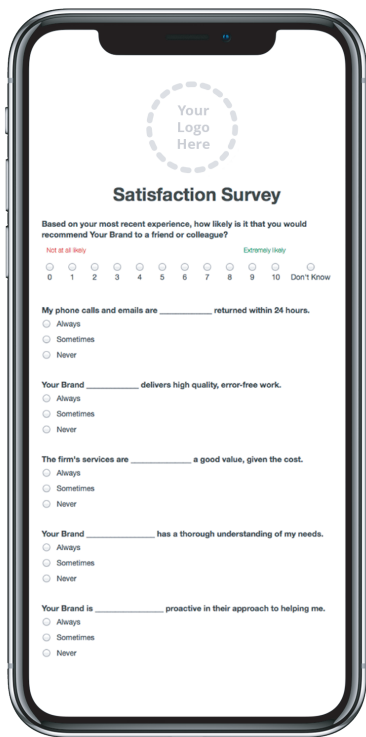 Your
Logo
Here
Satisfaction Survey
Based on your most recent experience, how likely is it that you would
recommend Your Brand to a friend or colleague?
Not at all likely Extremely likely
0 1 2 3 4 5 6 7 8 9 10 Don't Know
My phone calls and emails are ____________ returned within 24 hours.
Always
Sometimes
Never
Your Brand ____________ delivers high quality, error-free work.
Always
Sometimes
Never
The firm's services are ______________ a good value, given the cost.
Always
Sometimes
Never
Your Brand ________________ has a thorough understanding of my needs.
Always
Sometimes
Never
Your Brand is ________________ proactive in their approach to helping me.
Always
Sometimes
Never